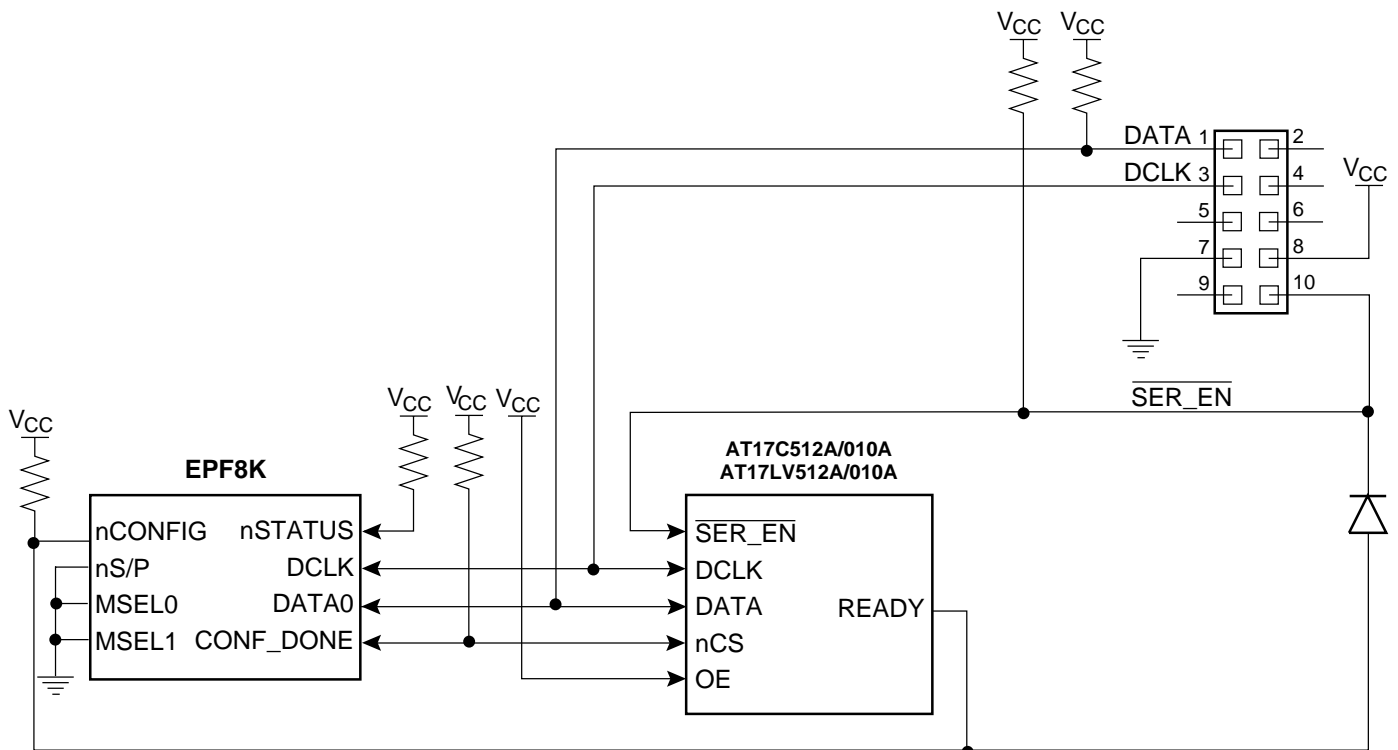 VCC VCC
DATA 1 2
DCLK 3 4
VCC
5 6
7 8
9 10
SER_EN
VCC VCC VCC VCC
AT17C512A/010A
AT17LV512A/010A
EPF8K
nCONFIG nSTATUS
nS/P DCLK
MSEL0 DATA0
MSEL1 CONF_DONE
SER_EN
DCLK
DATA READY
nCS
OE